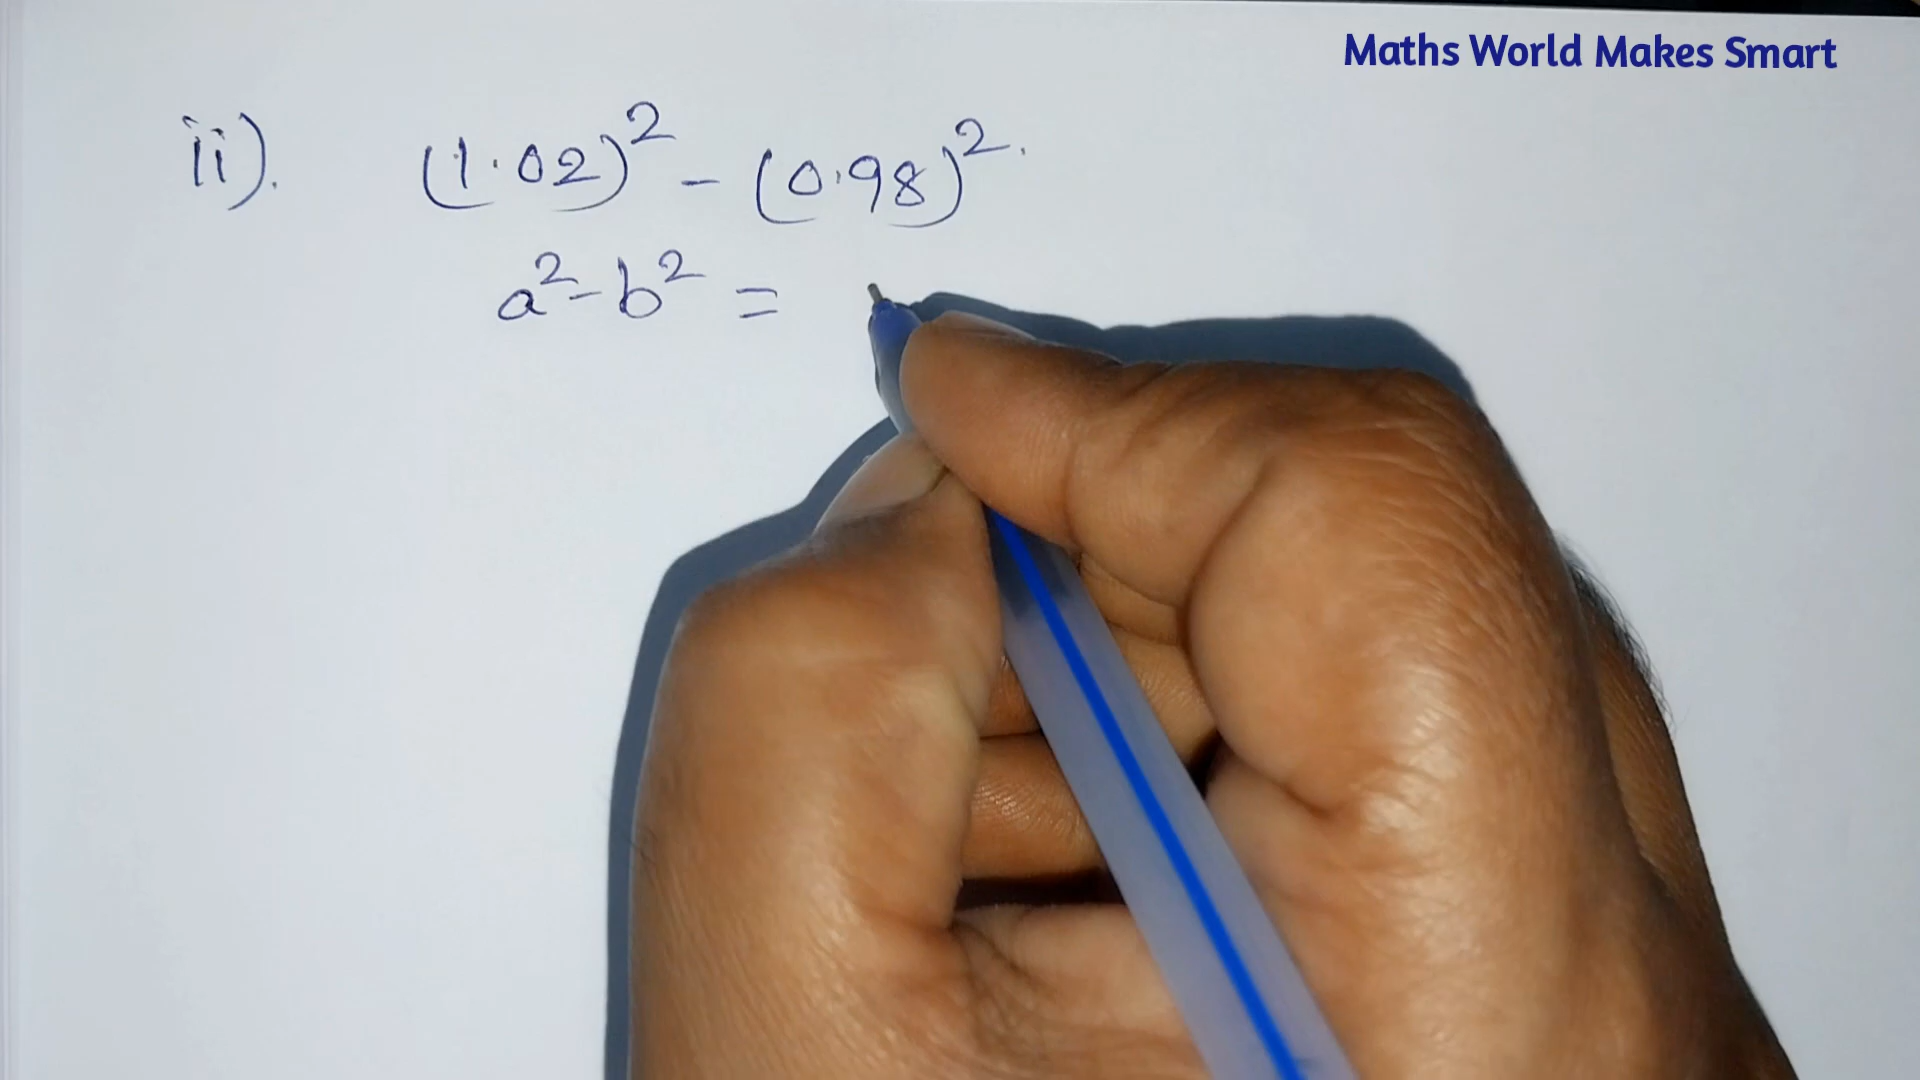 Maths World Makes Smart
ii). (1.02)² - (0.98)².
a² - b² =